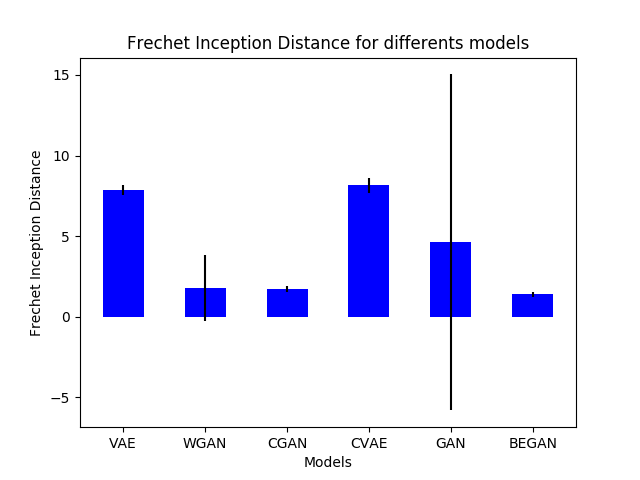 Frechet Inception Distance for differents models
Frechet Inception Distance
15
10
5
0
−5
VAE WGAN CGAN CVAE GAN BEGAN
Models